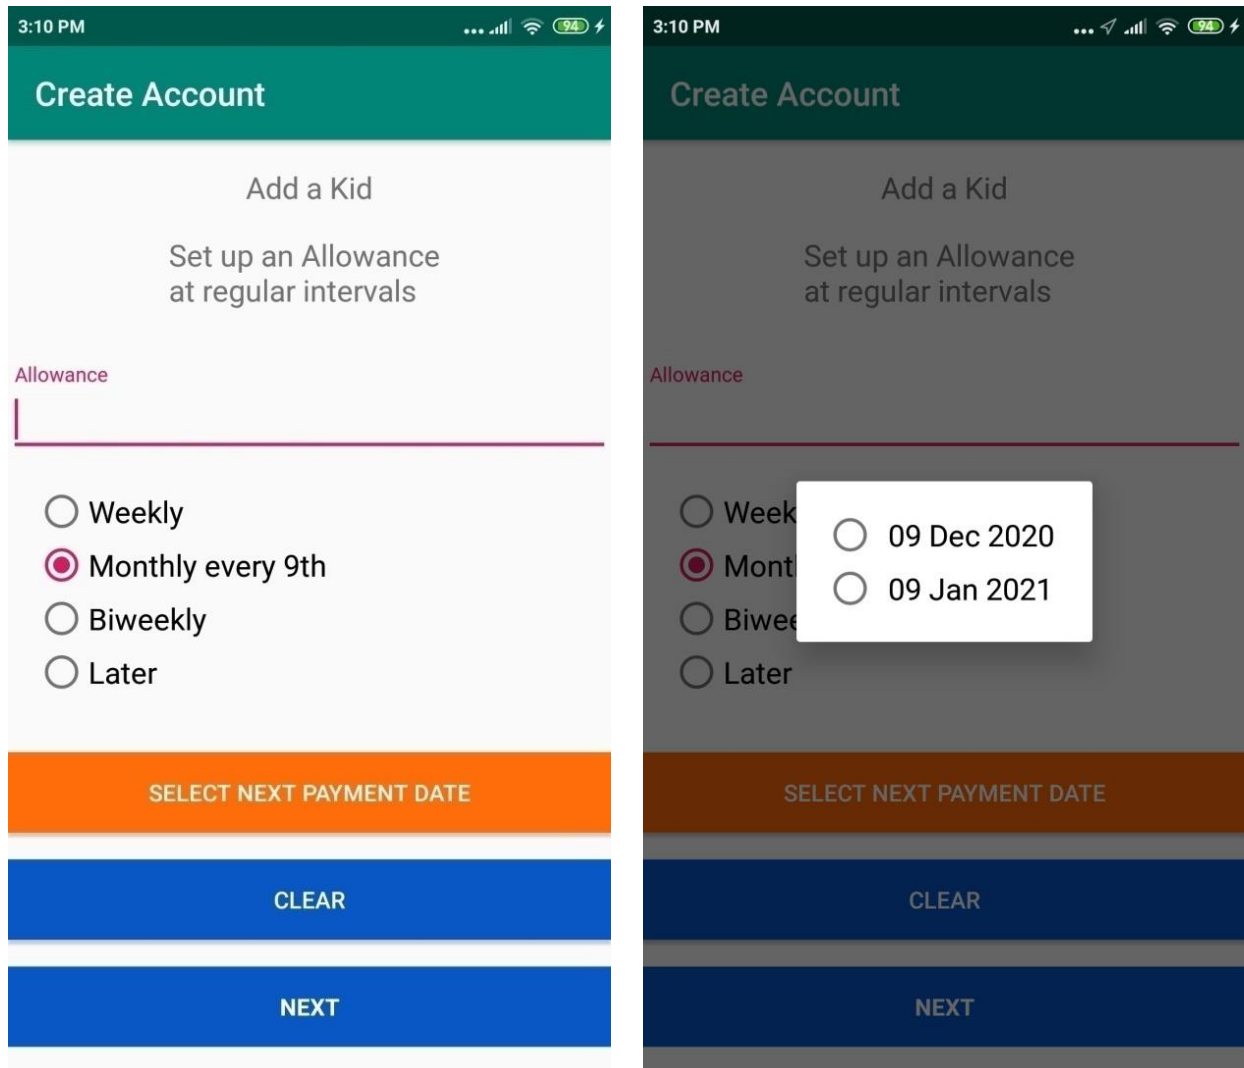 3:10 PM
94
Create Account
Add a Kid
Set up an Allowance
at regular intervals
Allowance
Weekly
Monthly every 9th
Biweekly
Later
SELECT NEXT PAYMENT DATE
CLEAR
NEXT
3:10 PM
94
Create Account
Add a Kid
Set up an Allowance
at regular intervals
Allowance
Week
Mont
Biwee
Later
09 Dec 2020
09 Jan 2021
SELECT NEXT PAYMENT DATE
CLEAR
NEXT